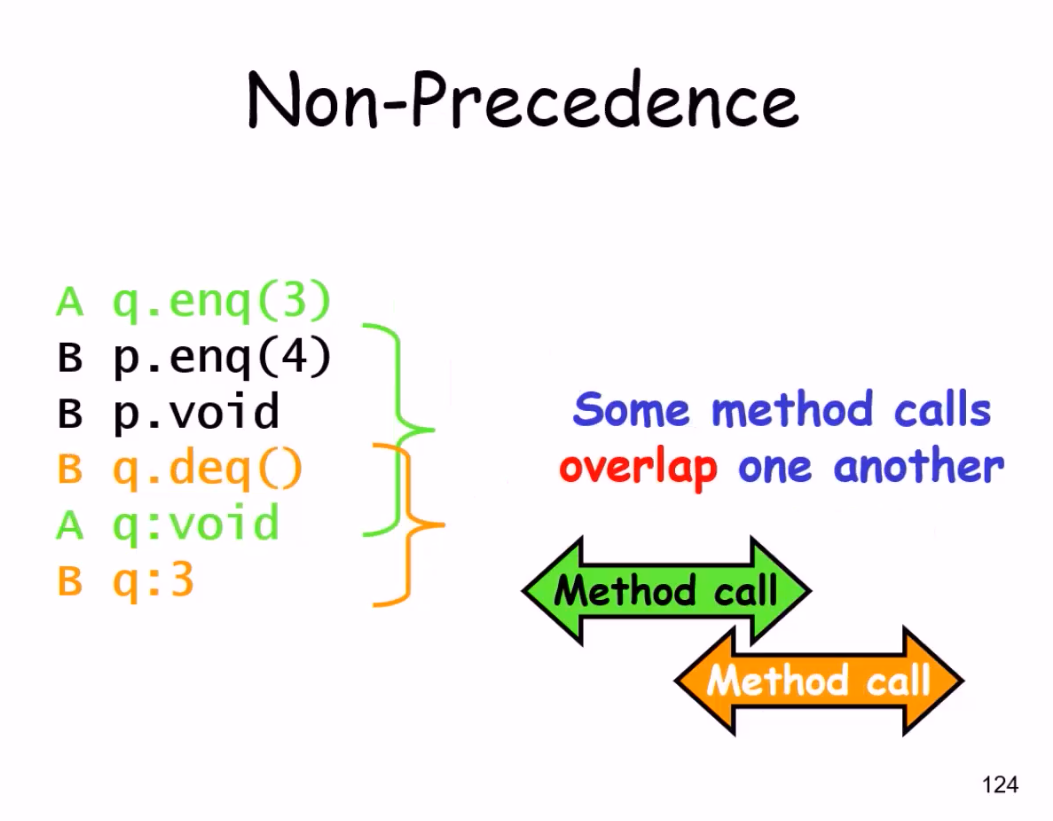 Non-Precedence
A q.enq(3)
B p.enq(4)
B p.void
B q.deq()
A q:void
B q:3
Some method calls
overlap one another
Method call
Method call
124